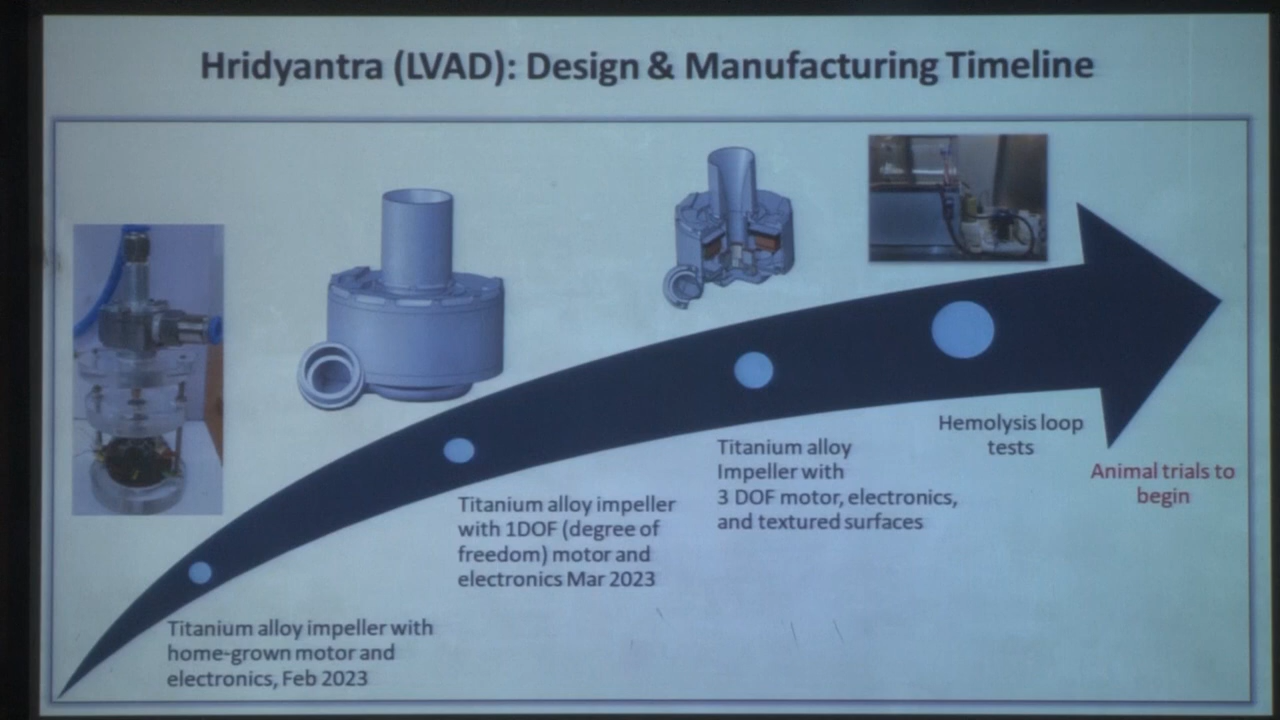 Hridyantra (LVAD): Design & Manufacturing Timeline
Titanium alloy impeller with
home-grown motor and
electronics, Feb 2023
Titanium alloy impeller
with 1DOF (degree of
freedom) motor and
electronics Mar 2023
Titanium alloy
Impeller with
3 DOF motor, electronics,
and textured surfaces
Hemolysis loop
tests
Animal trials to
begin